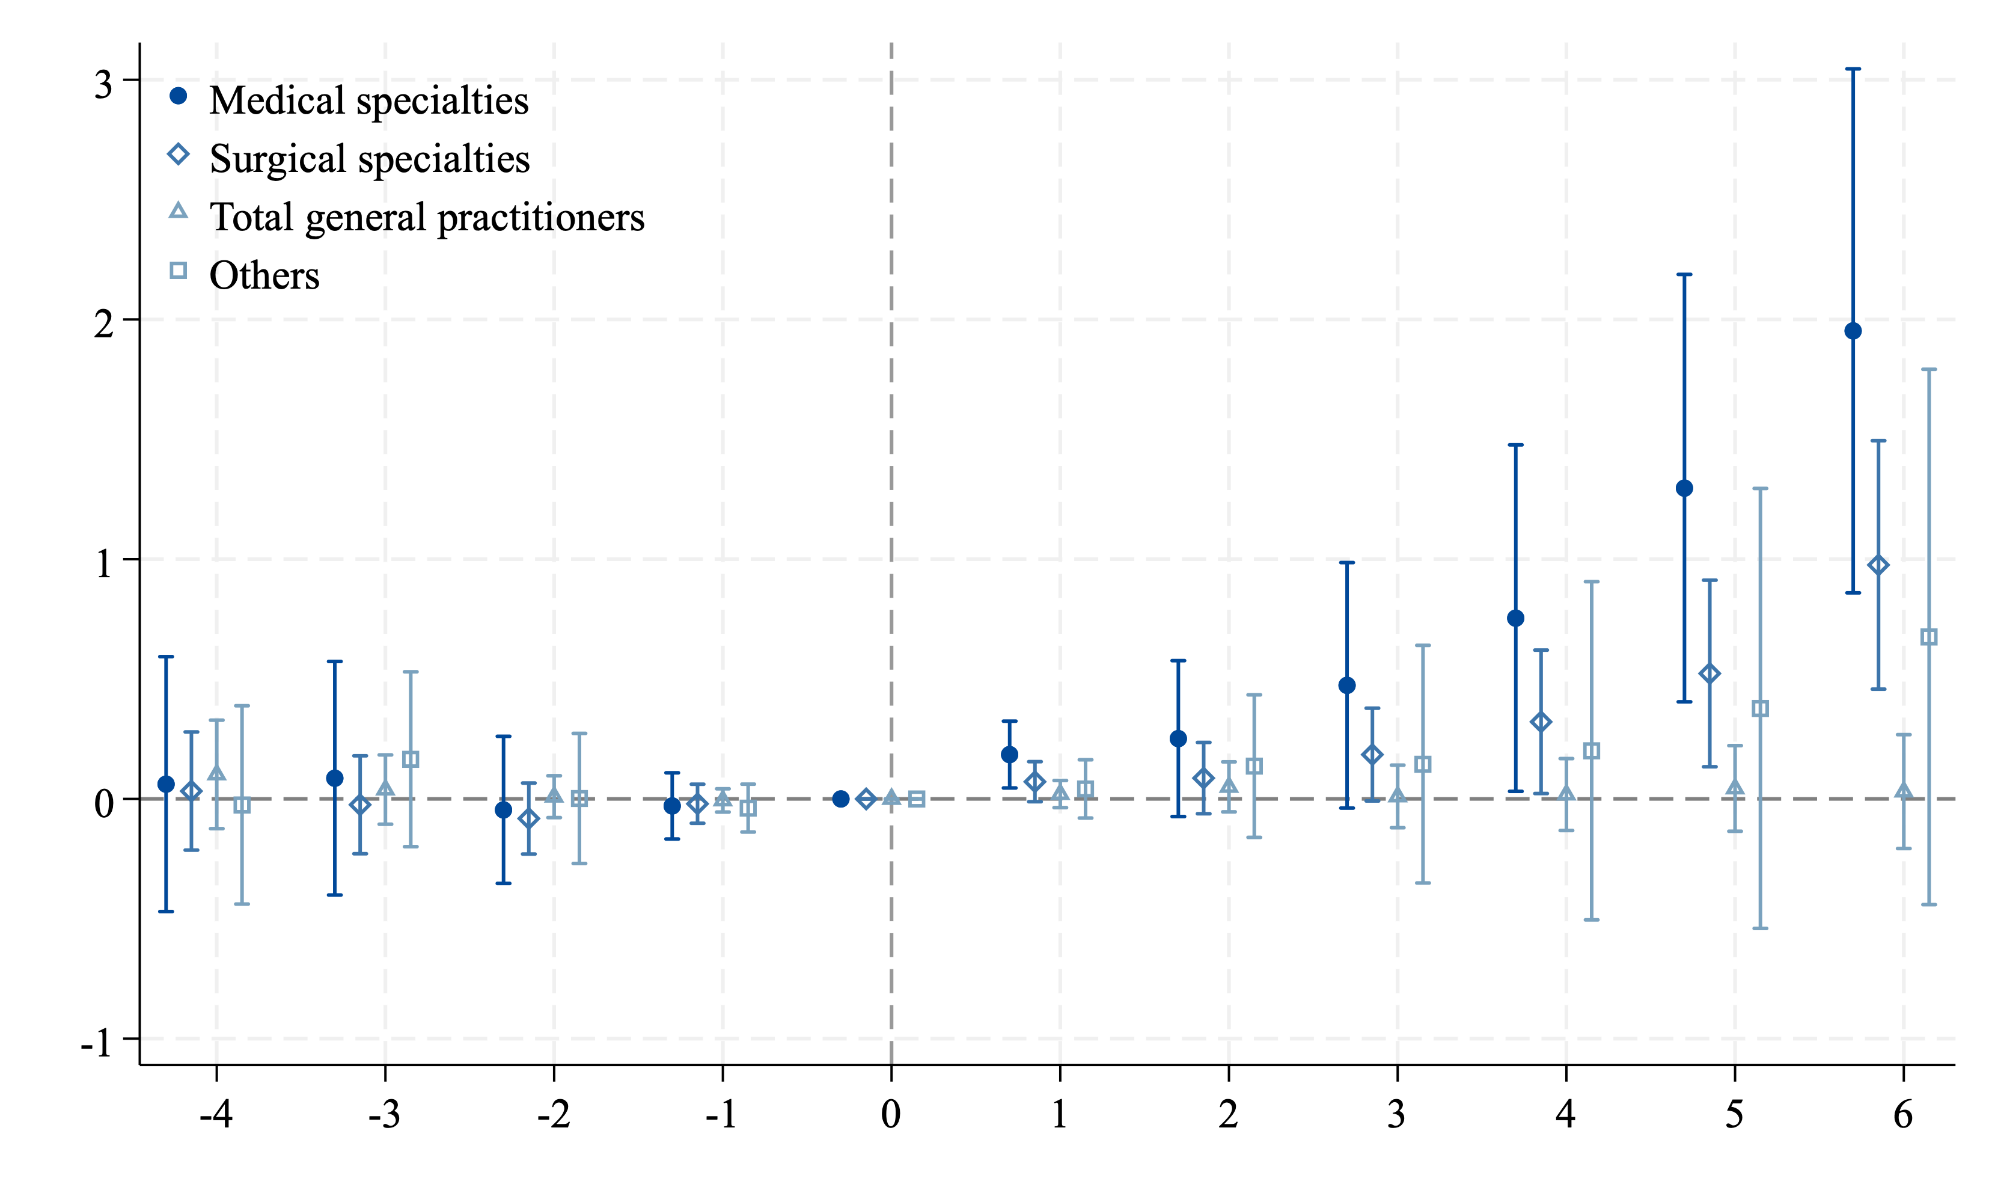 3
Medical specialties
Surgical specialties
Total general practitioners
Others
2
1
0
-1
-4 -3 -2 -1 0 1 2 3 4 5 6